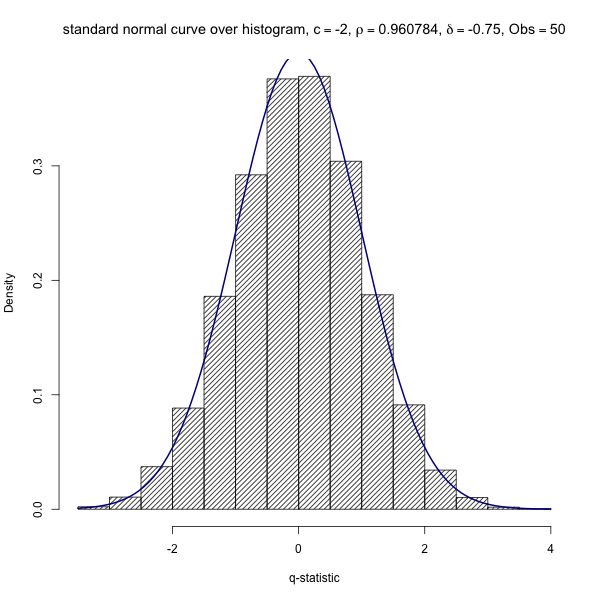 standard normal curve over histogram, c = -2, ρ = 0.960784, δ = -0.75, Obs = 50
Density
0.3
0.2
0.1
0.0
-2 0 2 4
q-statistic